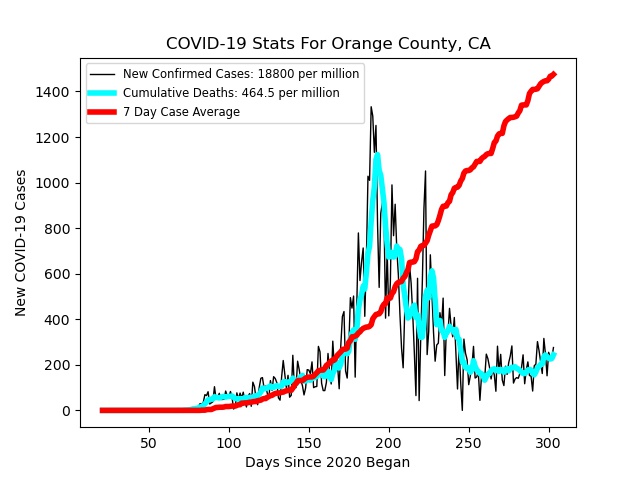 COVID-19 Stats For Orange County, CA
New Confirmed Cases: 18800 per million
Cumulative Deaths: 464.5 per million
7 Day Case Average
New COVID-19 Cases
1400
1200
1000
800
600
400
200
0
50 100 150 200 250 300
Days Since 2020 Began